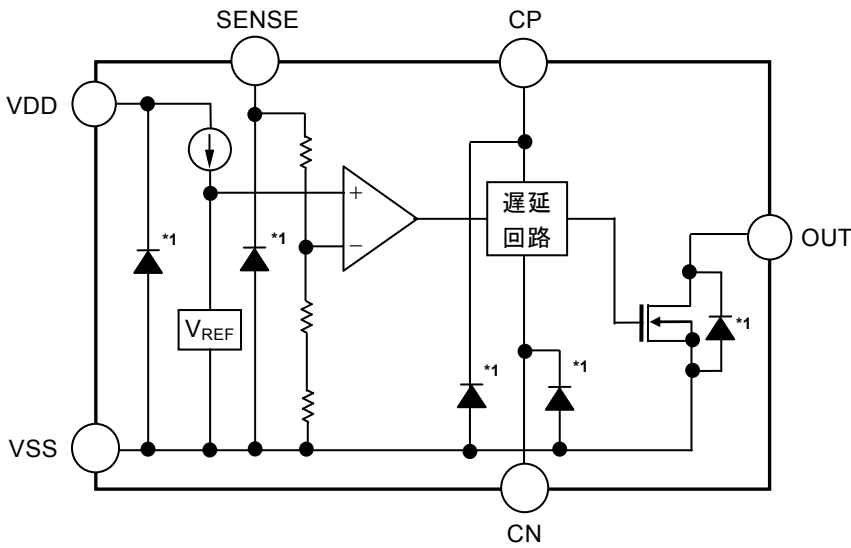 SENSE
CP
VDD
*1
*1
+
−
遅延
回路
OUT
VREF
*1
*1
*1
VSS
CN